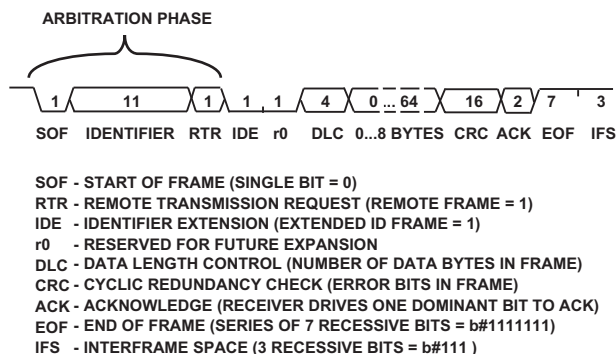 ARBITRATION PHASE
1 11 1 1 1 4 0 ... 64 16 2 7 3
SOF IDENTIFIER RTR IDE r0 DLC 0...8 BYTES CRC ACK EOF IFS
SOF - START OF FRAME (SINGLE BIT = 0)
RTR - REMOTE TRANSMISSION REQUEST (REMOTE FRAME = 1)
IDE - IDENTIFIER EXTENSION (EXTENDED ID FRAME = 1)
r0 - RESERVED FOR FUTURE EXPANSION
DLC - DATA LENGTH CONTROL (NUMBER OF DATA BYTES IN FRAME)
CRC - CYCLIC REDUNDANCY CHECK (ERROR BITS IN FRAME)
ACK - ACKNOWLEDGE (RECEIVER DRIVES ONE DOMINANT BIT TO ACK)
EOF - END OF FRAME (SERIES OF 7 RECESSIVE BITS = b#1111111)
IFS - INTERFRAME SPACE (3 RECESSIVE BITS = b#111 )